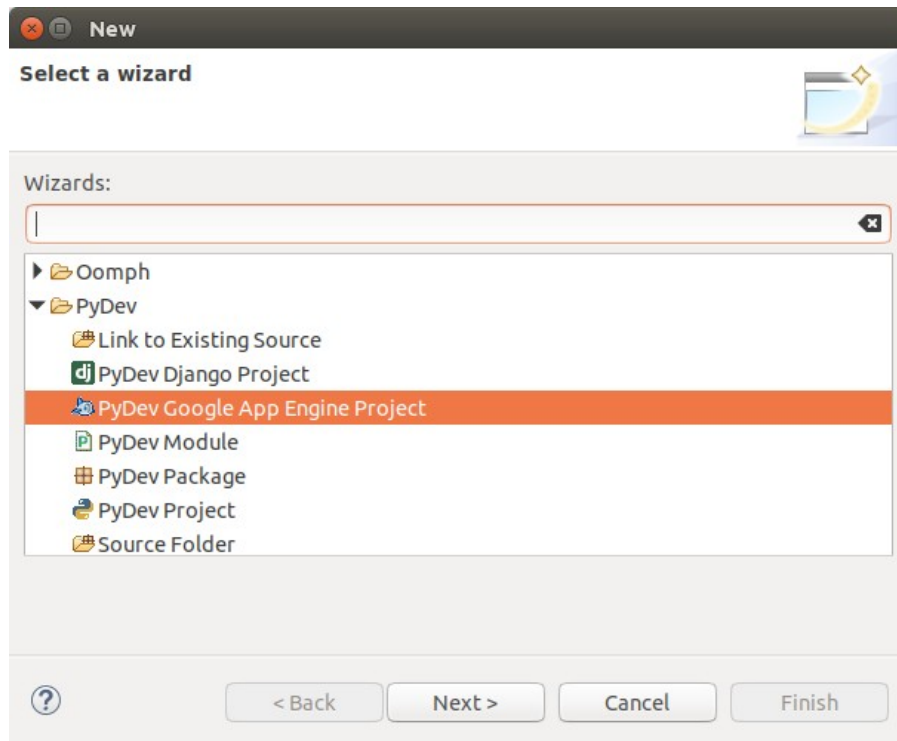 New
Select a wizard
Wizards:
Oomph
PyDev
Link to Existing Source
dj PyDev Django Project
PyDev Google App Engine Project
P PyDev Module
PyDev Package
PyDev Project
Source Folder
? < Back Next > Cancel Finish